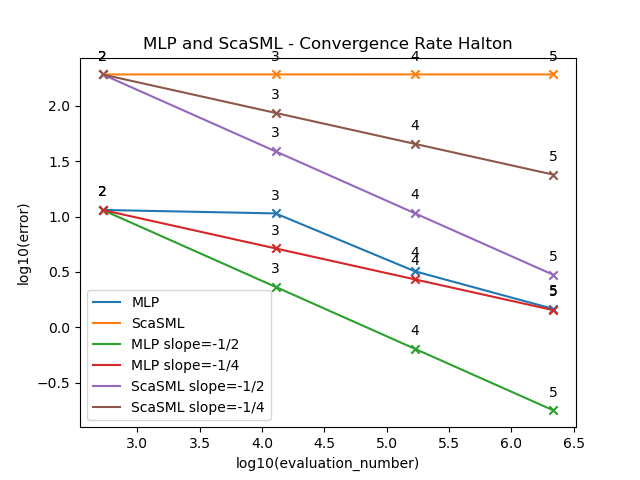 MLP and ScaSML - Convergence Rate Halton
2 3 4 5
3 4 5
3 4 5
2 3 4 5
3 4 5
3 4 5
2.0
1.5
1.0
0.5
0.0
−0.5
log10(error)
MLP
ScaSML
MLP slope=-1/2
MLP slope=-1/4
ScaSML slope=-1/2
ScaSML slope=-1/4
3.0 3.5 4.0 4.5 5.0 5.5 6.0 6.5
log10(evaluation_number)